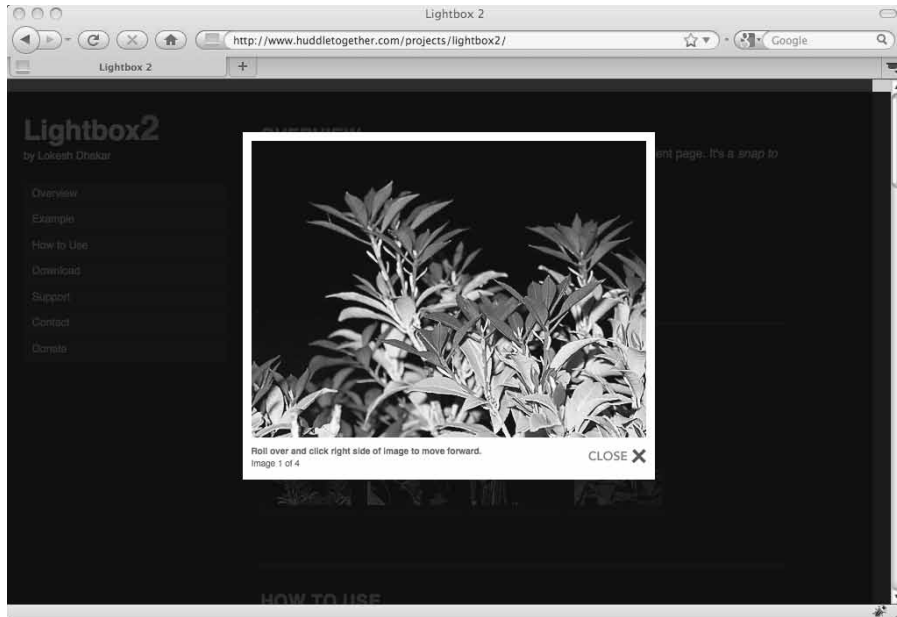 Lightbox 2
http://www.huddletogether.com/projects/lightbox2/
Google
Lightbox 2
Lightbox2
by Lokesh Dhakar
OVERVIEW
ent page. It's a snap to
Overview
Example
How to Use
Download
Support
Contact
Donate
Roll over and click right side of image to move forward.
Image 1 of 4
CLOSE
HOW TO USE